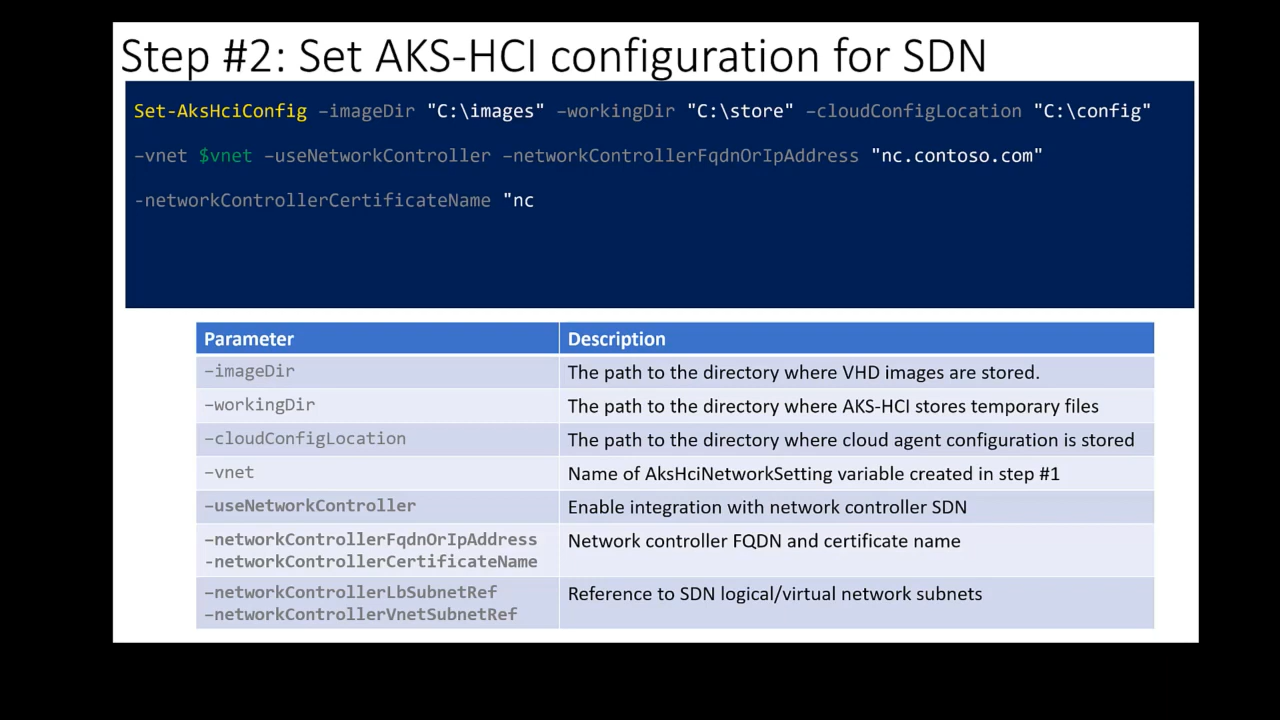 Step #2: Set AKS-HCI configuration for SDN
Set-AksHciConfig –imageDir "C:\images" –workingDir "C:\store" –cloudConfigLocation "C:\config"
–vnet $vnet –useNetworkController –networkControllerFqdnOrIpAddress "nc.contoso.com"
-networkControllerCertificateName "nc
Parameter Description
–imageDir The path to the directory where VHD images are stored.
–workingDir The path to the directory where AKS-HCI stores temporary files
–cloudConfigLocation The path to the directory where cloud agent configuration is stored
–vnet Name of AksHciNetworkSetting variable created in step #1
–useNetworkController Enable integration with network controller SDN
–networkControllerFqdnOrIpAddress Network controller FQDN and certificate name
-networkControllerCertificateName
–networkControllerLbSubnetRef Reference to SDN logical/virtual network subnets
–networkControllerVnetSubnetRef